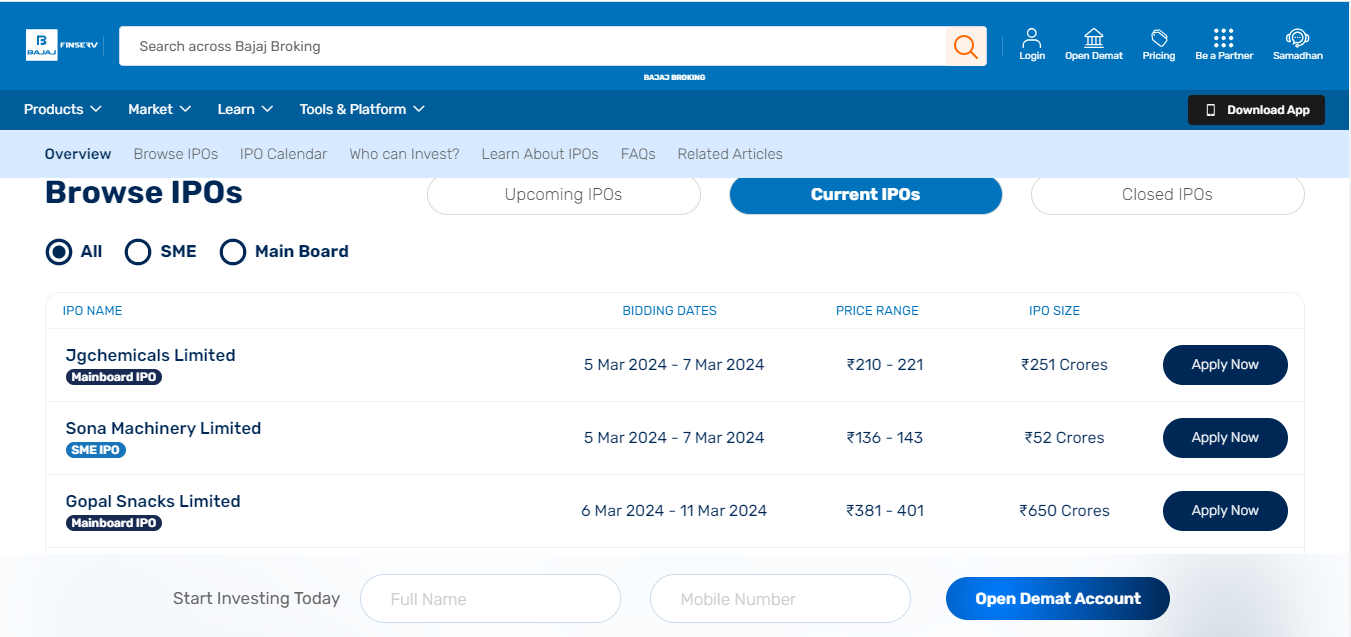 BAJAJ FINSERV
Search across Bajaj Broking
Login Open Demat Pricing Be a Partner Samadhan
BAJAJ BROKING
Products Market Learn Tools & Platform Download App
Overview Browse IPOs IPO Calendar Who can Invest? Learn About IPOs FAQs Related Articles
Browse IPOs Upcoming IPOs Current IPOs Closed IPOs
All SME Main Board
IPO NAME BIDDING DATES PRICE RANGE IPO SIZE
Jgchemicals Limited
Mainboard IPO
5 Mar 2024 - 7 Mar 2024 ₹210 - 221 ₹251 Crores Apply Now
Sona Machinery Limited
SME IPO
5 Mar 2024 - 7 Mar 2024 ₹136 - 143 ₹52 Crores Apply Now
Gopal Snacks Limited
Mainboard IPO
6 Mar 2024 - 11 Mar 2024 ₹381 - 401 ₹650 Crores Apply Now
Start Investing Today Full Name Mobile Number Open Demat Account